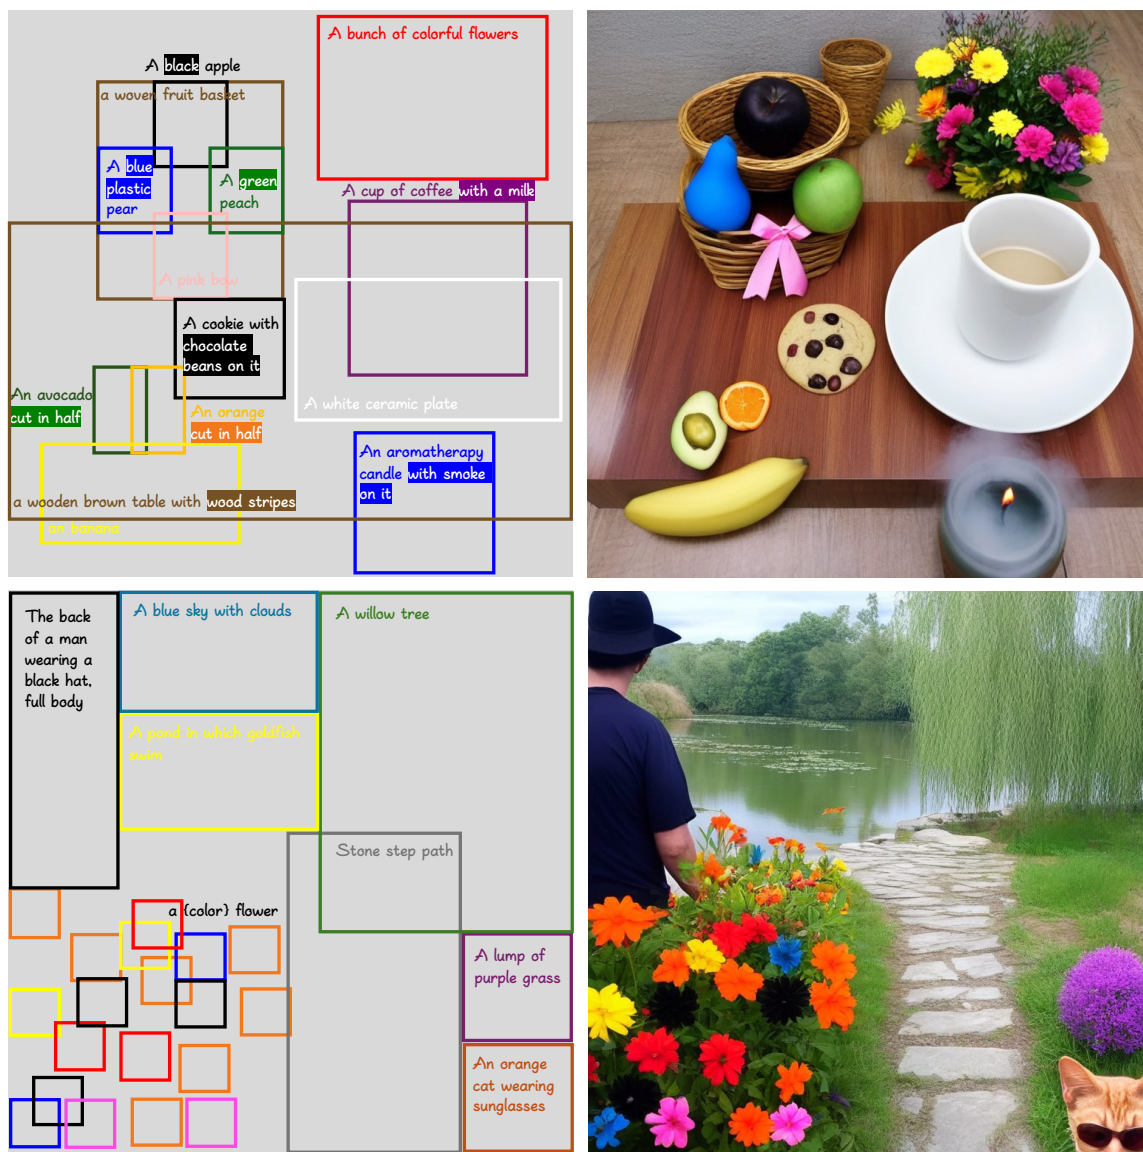 A bunch of colorful flowers
A black apple
a woven fruit basket
A blue
plastic
pear
A green
peach
A cup of coffee with a milk
A pink bow
A cookie with
chocolate
beans on it
An avocado
cut in half
An orange
cut in half
A white ceramic plate
An aromatherapy
candle with smoke
on it
a wooden brown table with wood stripes
an banana
The back
of a man
wearing a
black hat,
full body
A blue sky with clouds
A willow tree
A pond in which goldfish
swim
Stone step path
a {color} flower
A lump of
purple grass
An orange
cat wearing
sunglasses